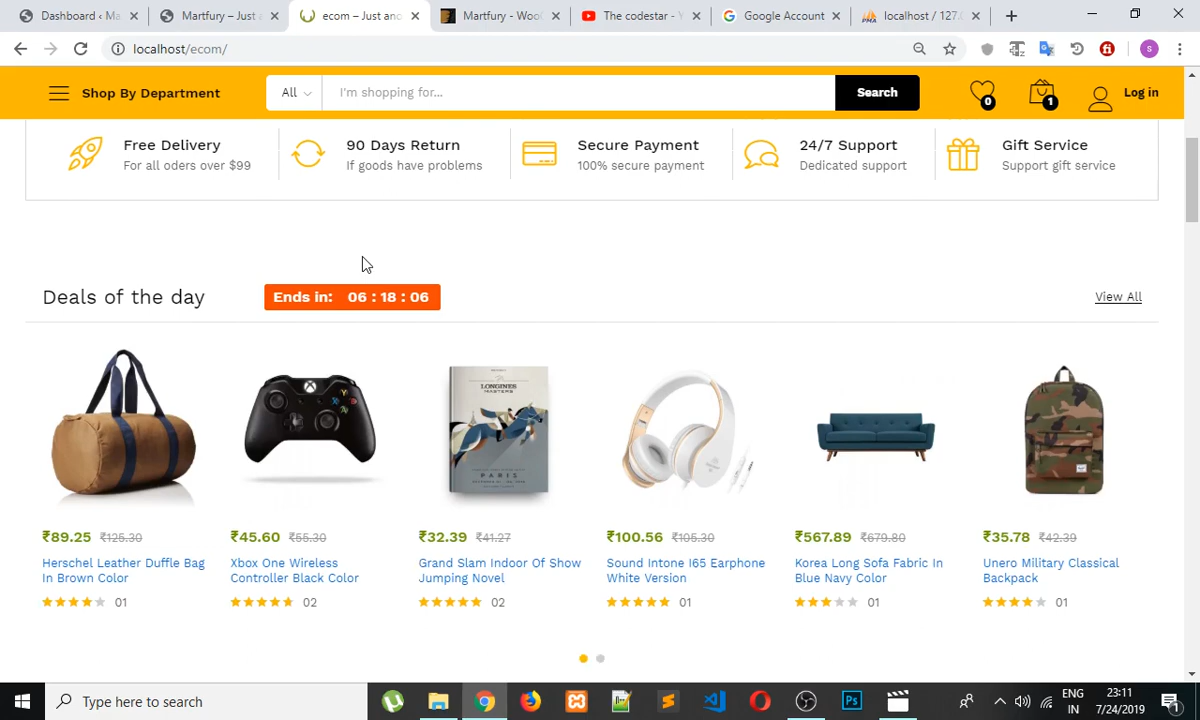 Dashboard ‹ Ma
Martfury – Just a
ecom – Just ano
Martfury - WooC
The codestar - Y
Google Account
localhost / 127.0
localhost/ecom/
Shop By Department
All
I'm shopping for...
Search
0
1
Log in
Free Delivery
For all oders over $99
90 Days Return
If goods have problems
Secure Payment
100% secure payment
24/7 Support
Dedicated support
Gift Service
Support gift service
Deals of the day
Ends in: 06 : 18 : 06
View All
LONGINES
MASTERS
PARIS
₹89.25 ₹125.30
Herschel Leather Duffle Bag
In Brown Color
01
₹45.60 ₹55.30
Xbox One Wireless
Controller Black Color
02
₹32.39 ₹41.27
Grand Slam Indoor Of Show
Jumping Novel
02
₹100.56 ₹105.30
Sound Intone I65 Earphone
White Version
01
₹567.89 ₹679.80
Korea Long Sofa Fabric In
Blue Navy Color
01
₹35.78 ₹42.39
Unero Military Classical
Backpack
01
Type here to search
ENG
IN
23:11
7/24/2019